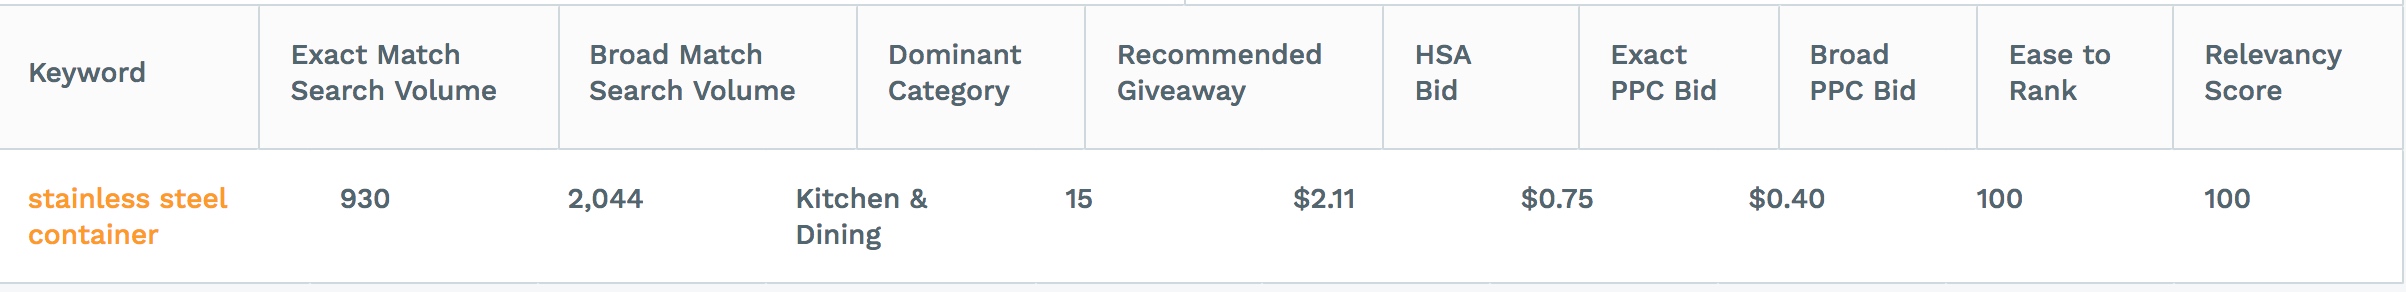 Keyword
Exact Match
Search Volume
Broad Match
Search Volume
Dominant
Category
Recommended
Giveaway
HSA
Bid
Exact
PPC Bid
Broad
PPC Bid
Ease to
Rank
Relevancy
Score
stainless steel
container
930
2,044
Kitchen &
Dining
15
$2.11
$0.75
$0.40
100
100